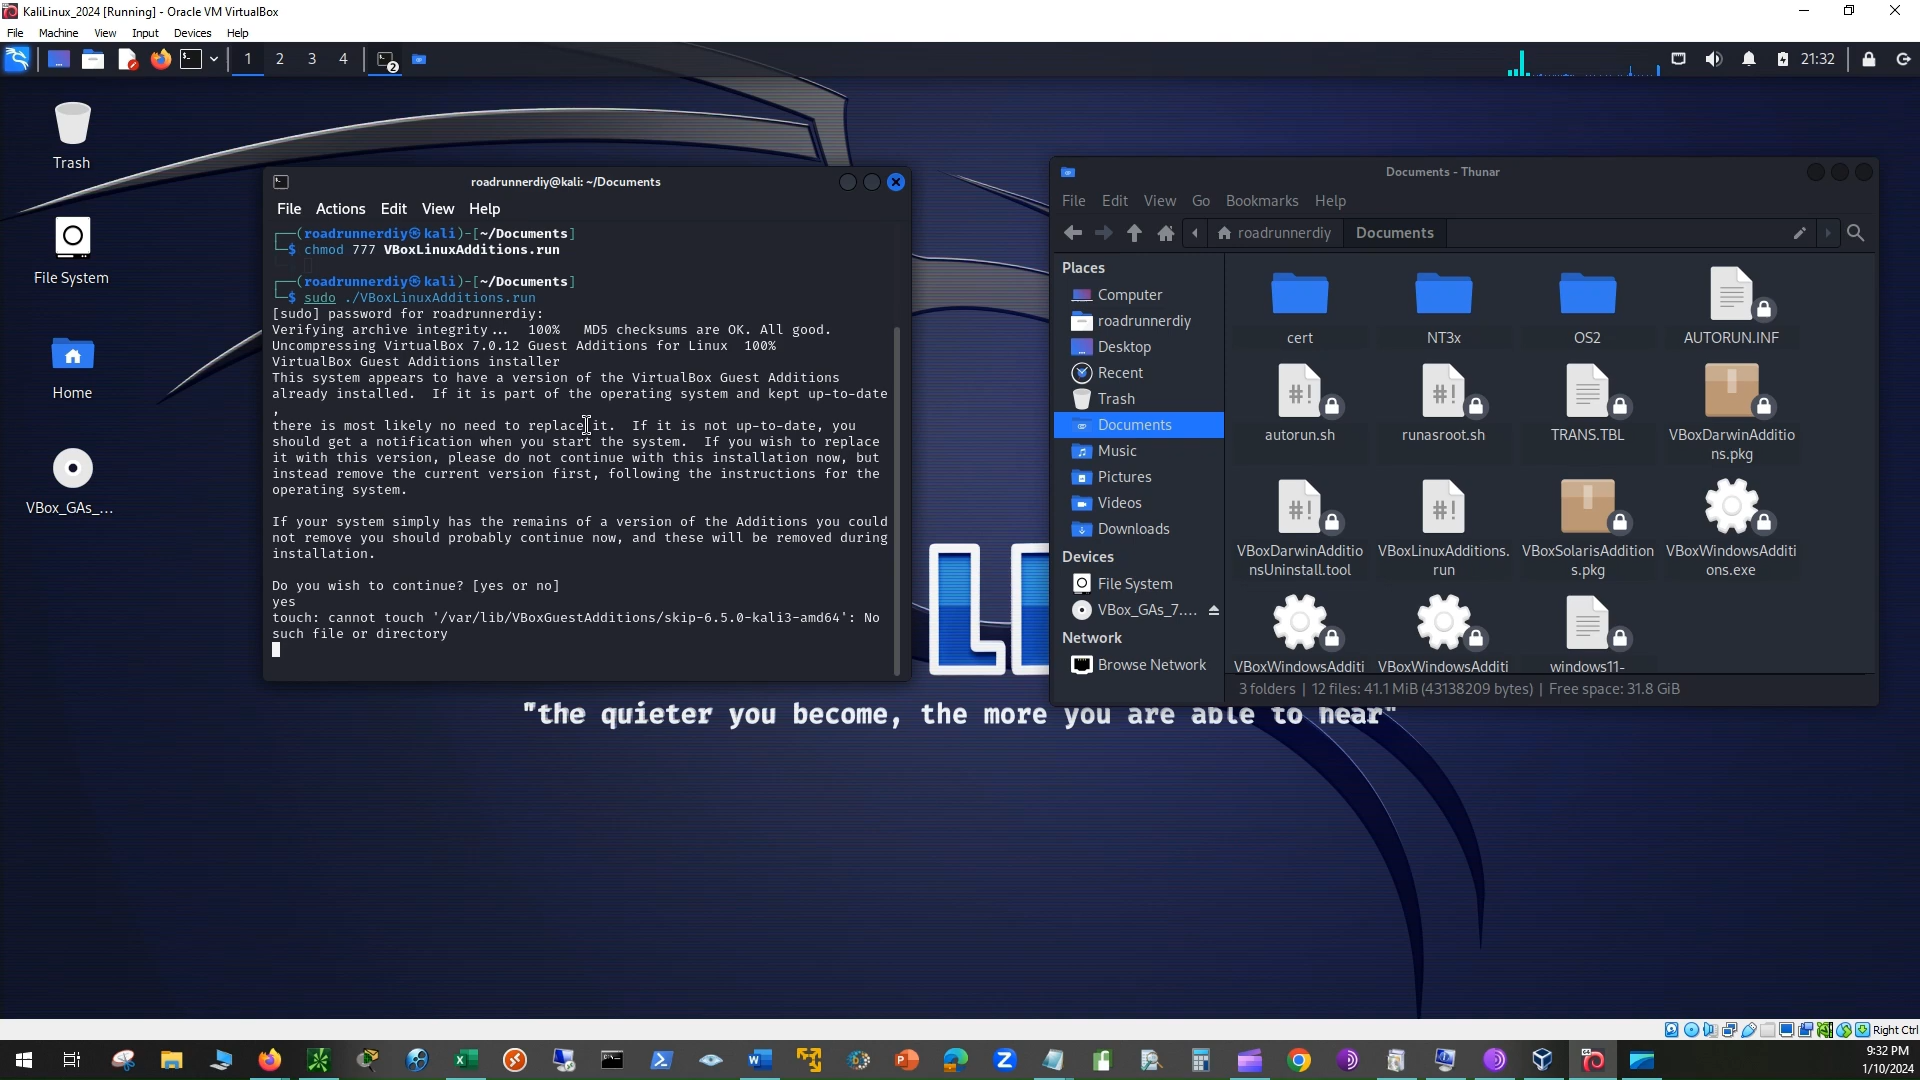 KaliLinux_2024 [Running] - Oracle VM VirtualBox
File Machine View Input Devices Help
1 2 3 4 2
21:32
Trash
File System
Home
VBox_GAs_...
roadrunnerdiy@kali: ~/Documents
File Actions Edit View Help
┌──(roadrunnerdiy㉿kali)-[~/Documents]
└─$ chmod 777 VBoxLinuxAdditions.run
┌──(roadrunnerdiy㉿kali)-[~/Documents]
└─$ sudo ./VBoxLinuxAdditions.run
[sudo] password for roadrunnerdiy:
Verifying archive integrity... 100% MD5 checksums are OK. All good.
Uncompressing VirtualBox 7.0.12 Guest Additions for Linux 100%
VirtualBox Guest Additions installer
This system appears to have a version of the VirtualBox Guest Additions
already installed. If it is part of the operating system and kept up-to-date
,
there is most likely no need to replace it. If it is not up-to-date, you
should get a notification when you start the system. If you wish to replace
it with this version, please do not continue with this installation now, but
instead remove the current version first, following the instructions for the
operating system.
If your system simply has the remains of a version of the Additions you could
not remove you should probably continue now, and these will be removed during
installation.
Do you wish to continue? [yes or no]
yes
touch: cannot touch '/var/lib/VBoxGuestAdditions/skip-6.5.0-kali3-amd64': No
such file or directory
Documents - Thunar
File Edit View Go Bookmarks Help
roadrunnerdiy Documents
Places
Computer
roadrunnerdiy
Desktop
Recent
Trash
Documents
Music
Pictures
Videos
Downloads
Devices
File System
VBox_GAs_7....
Network
Browse Network
cert NT3x OS2 AUTORUN.INF
autorun.sh runasroot.sh TRANS.TBL VBoxDarwinAdditio
ns.pkg
VBoxDarwinAdditio VBoxLinuxAdditions. VBoxSolarisAddition VBoxWindowsAdditi
nsUninstall.tool run s.pkg ons.exe
VBoxWindowsAdditi VBoxWindowsAdditi windows11-
3 folders | 12 files: 41.1 MiB (43138209 bytes) | Free space: 31.8 GiB
"the quieter you become, the more you are able to hear"
Right Ctrl
9:32 PM
1/10/2024